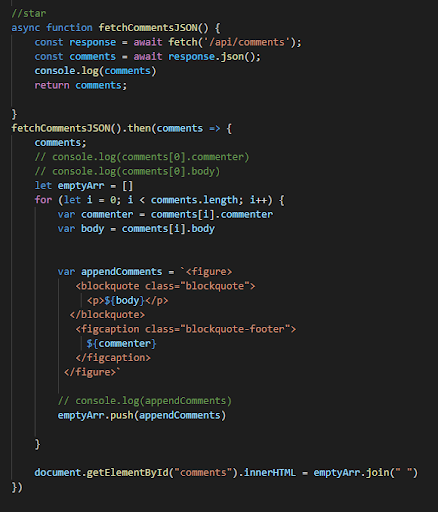 //star
async function fetchCommentsJSON() {
    const response = await fetch('/api/comments');
    const comments = await response.json();
    console.log(comments)
    return comments;

}
fetchCommentsJSON().then(comments => {
    comments;
    // console.log(comments[0].commenter)
    // console.log(comments[0].body)
    let emptyArr = []
    for (let i = 0; i < comments.length; i++) {
        var commenter = comments[i].commenter
        var body = comments[i].body


        var appendComments = `<figure>
           <blockquote class="blockquote">
             <p>${body}</p>
          </blockquote>
           <figcaption class="blockquote-footer">
             ${commenter}
           </figcaption>
         </figure>`

        // console.log(appendComments)
        emptyArr.push(appendComments)

    }

    document.getElementById("comments").innerHTML = emptyArr.join(" ")
})